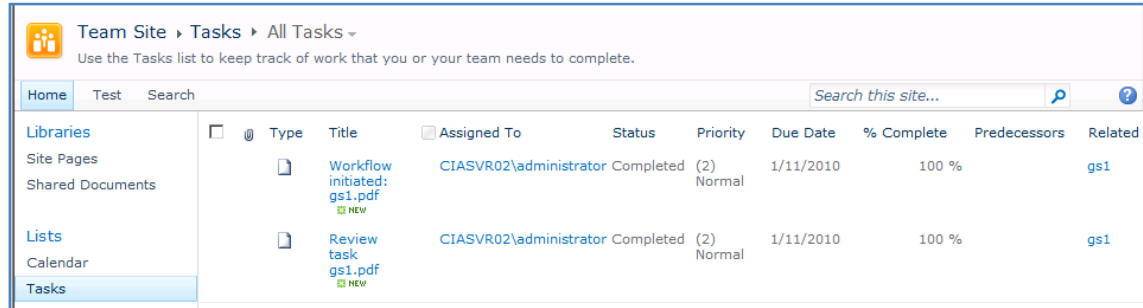 Team Site ▸ Tasks ▸ All Tasks
Use the Tasks list to keep track of work that you or your team needs to complete.
Home Test Search Search this site...
Libraries
Site Pages
Shared Documents
Lists
Calendar
Tasks
Type Title Assigned To Status Priority Due Date % Complete Predecessors Related
Workflow CIASVR02\administrator Completed (2) 1/11/2010 100 % gs1
initiated: Normal
gs1.pdf
NEW
Review CIASVR02\administrator Completed (2) 1/11/2010 100 % gs1
task Normal
gs1.pdf
NEW